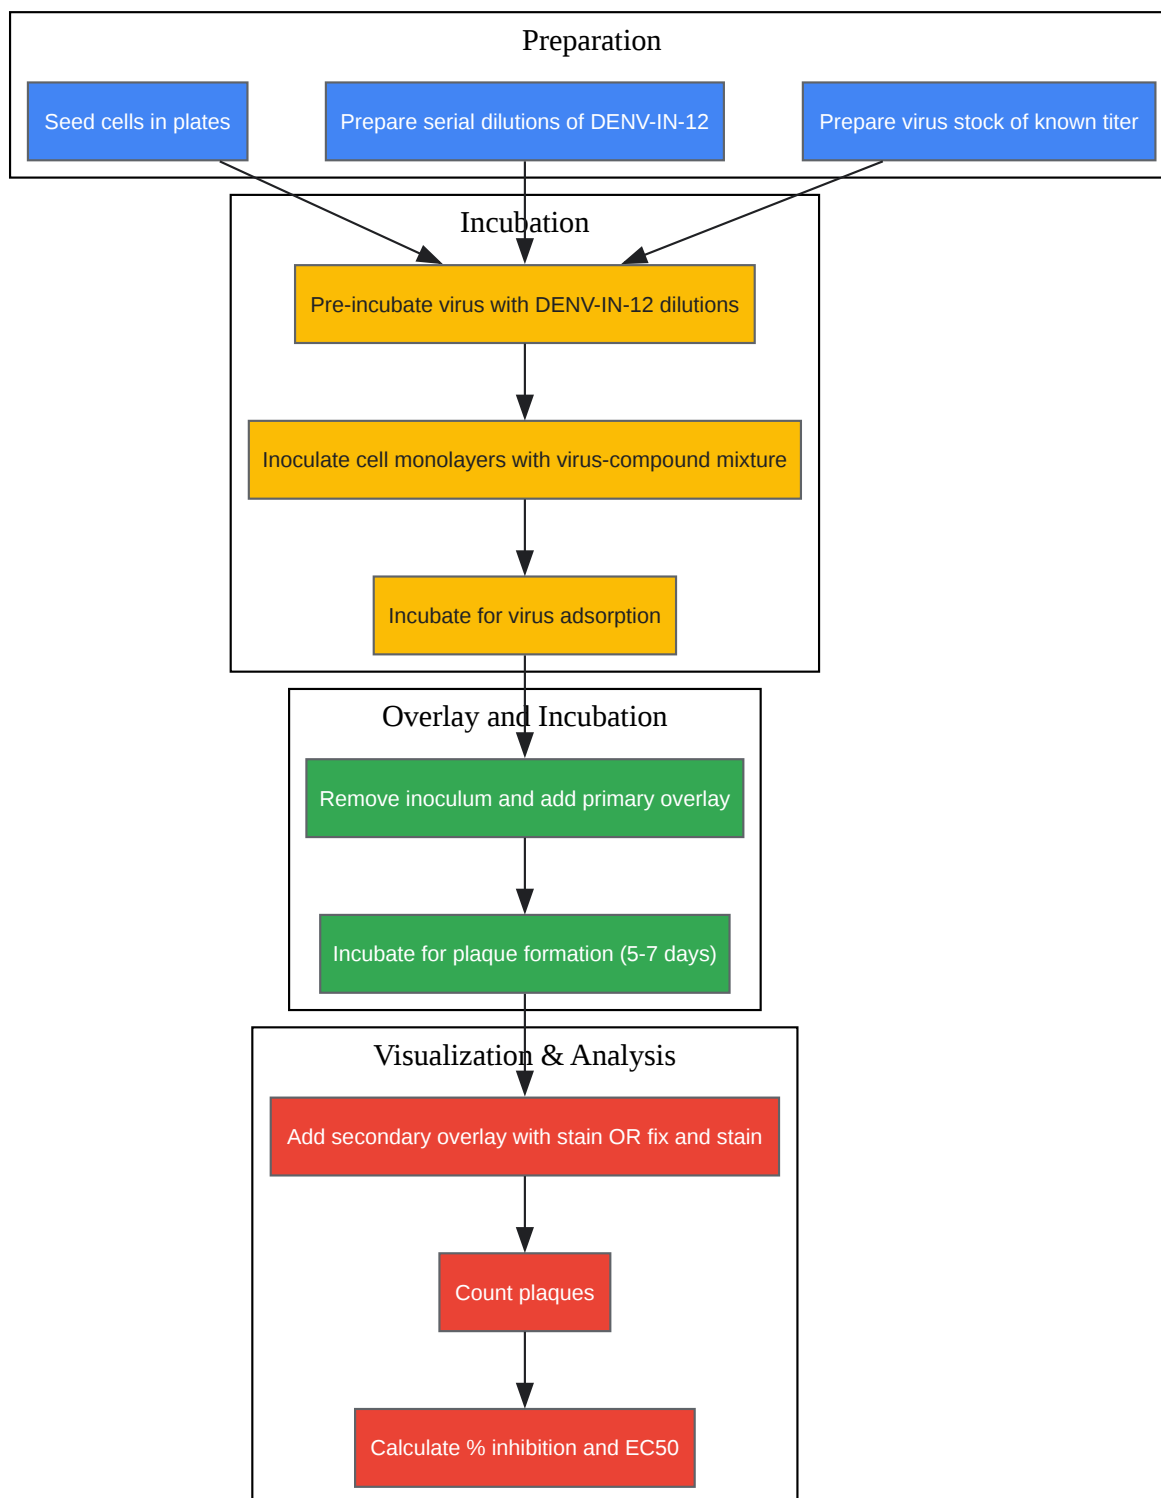 Preparation
Seed cells in plates
Prepare serial dilutions of DENV-IN-12
Prepare virus stock of known titer
Incubation
Pre-incubate virus with DENV-IN-12 dilutions
Inoculate cell monolayers with virus-compound mixture
Incubate for virus adsorption
Overlay and Incubation
Remove inoculum and add primary overlay
Incubate for plaque formation (5-7 days)
Visualization & Analysis
Add secondary overlay with stain OR fix and stain
Count plaques
Calculate % inhibition and EC50